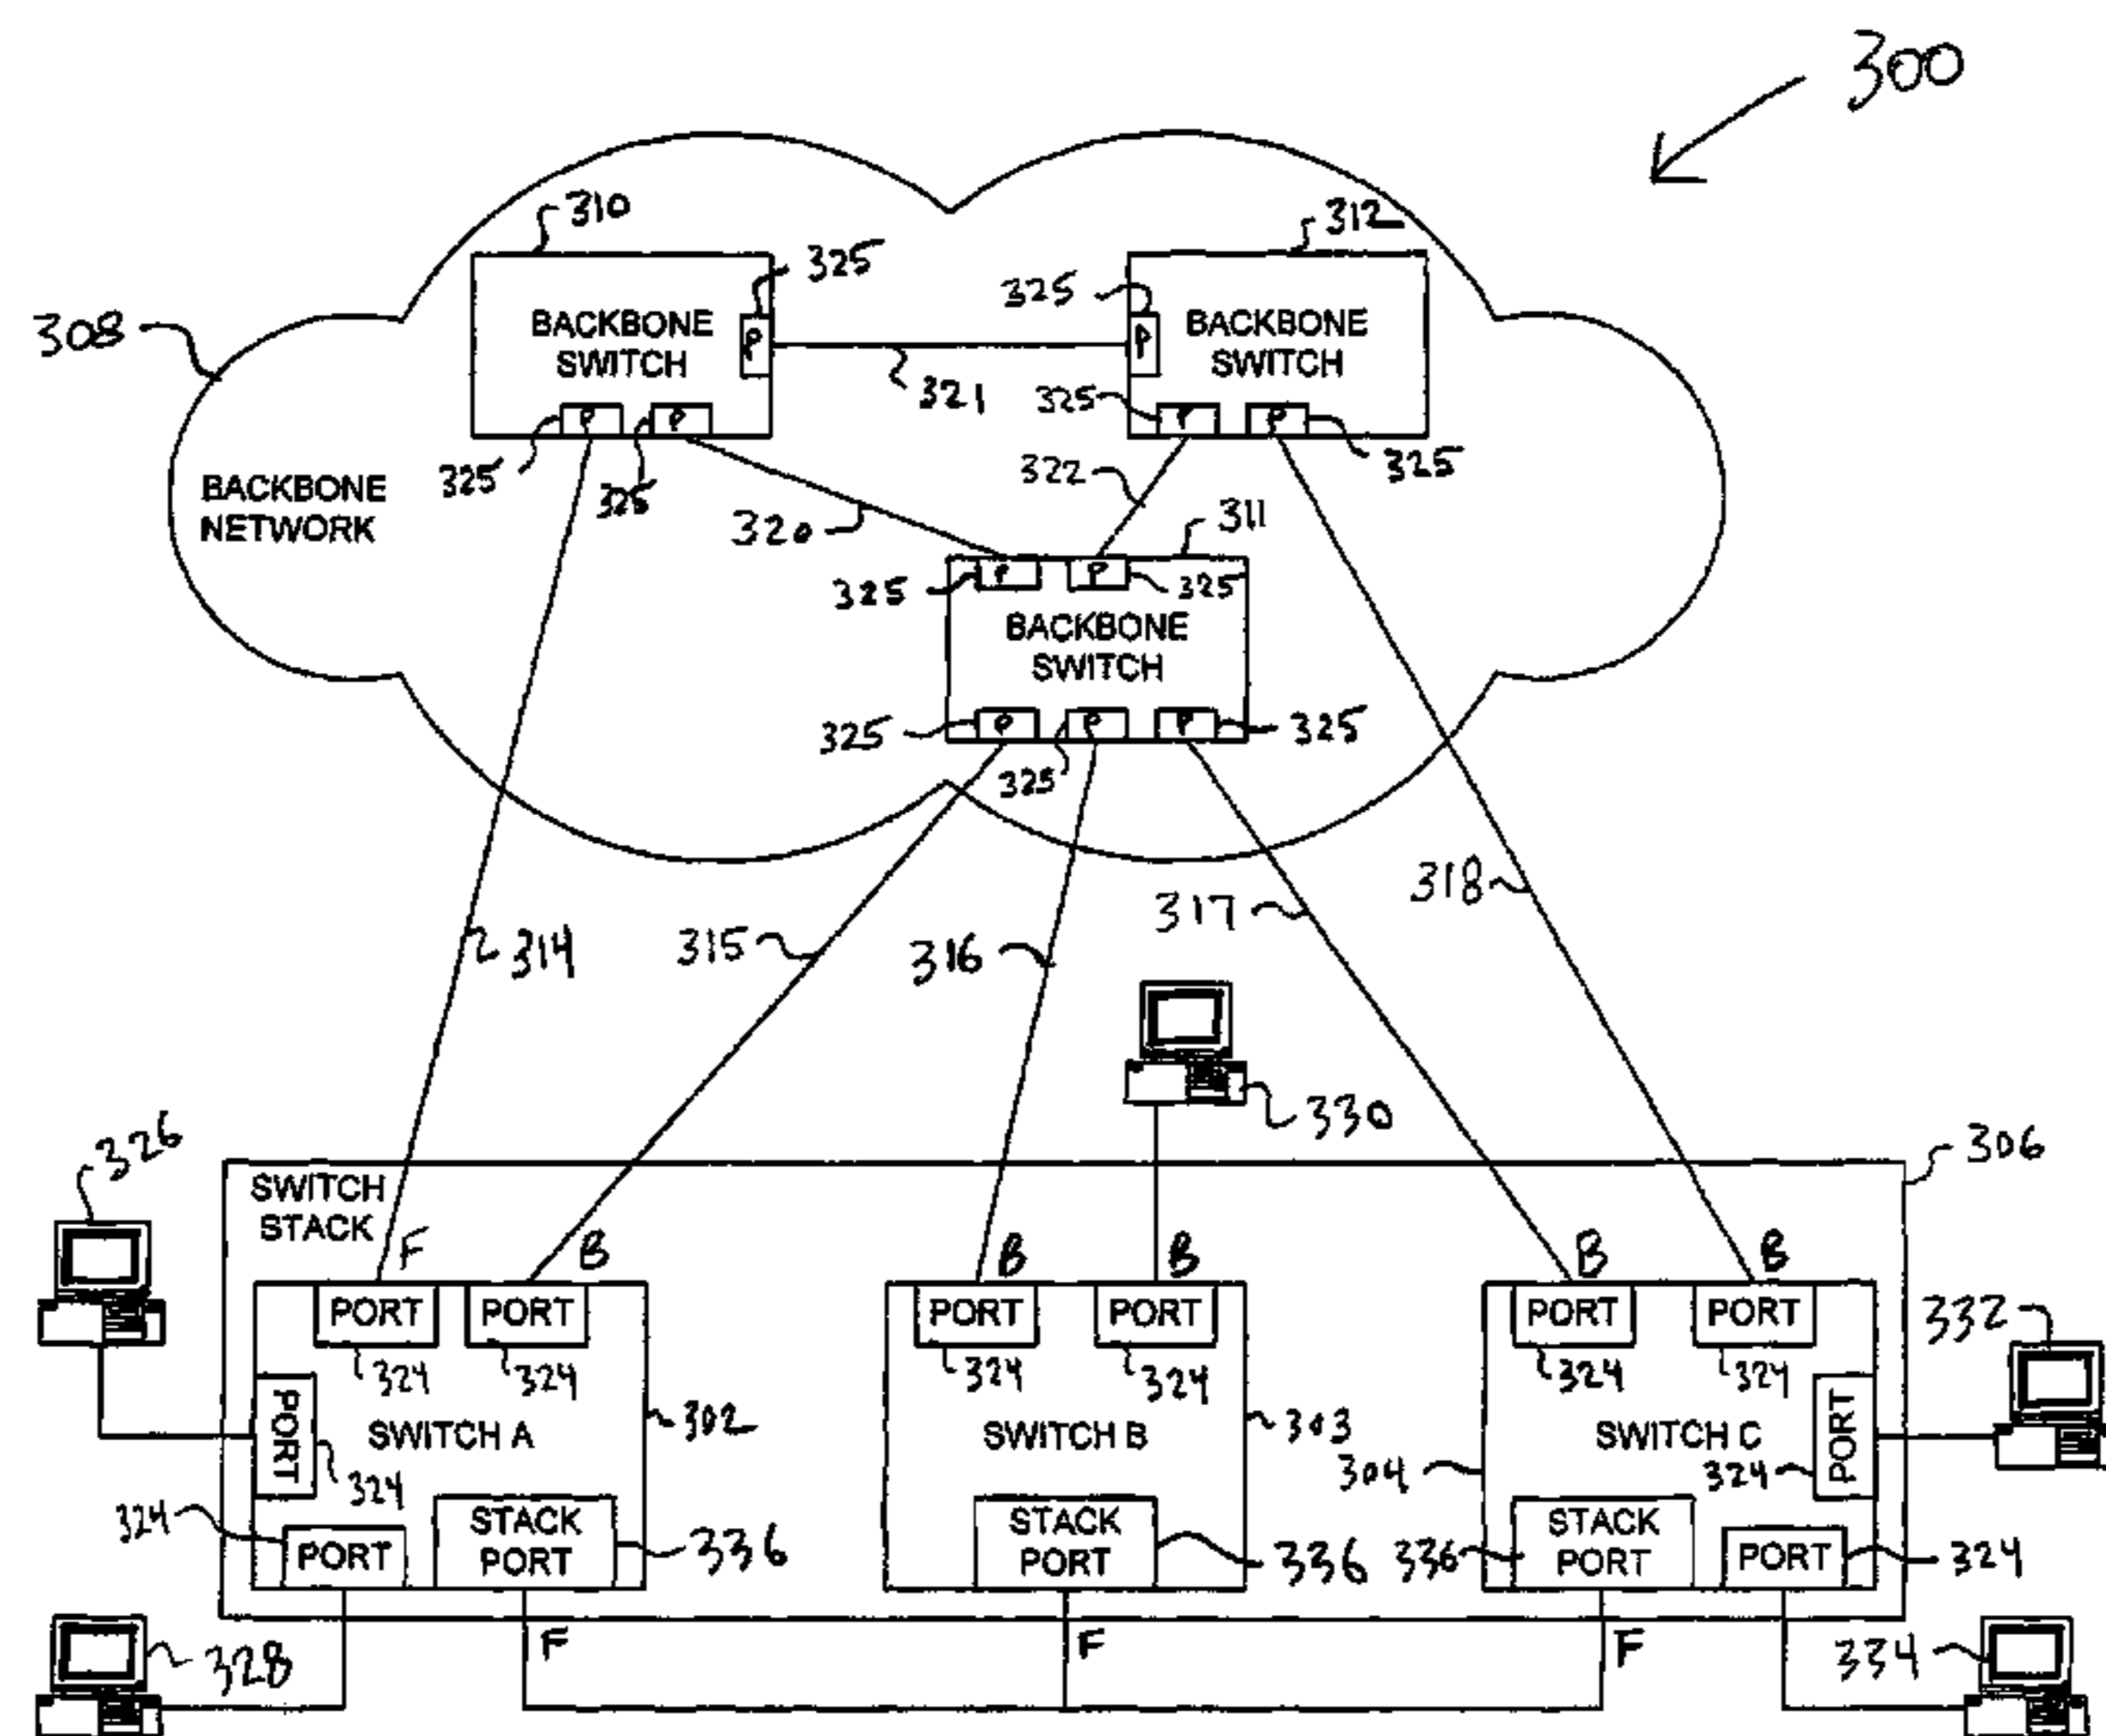 300
310
312
325
325
308
BACKBONE
SWITCH
BACKBONE
SWITCH
321
325
325
325
325
322
BACKBONE
NETWORK
320
311
325
325
BACKBONE
SWITCH
325
325
325
318
317
314
315
316
330
326
306
SWITCH
STACK
F
B
B
B
B
B
PORT
PORT
PORT
PORT
PORT
PORT
332
324
324
324
324
324
324
PORT
SWITCH A
302
SWITCH B
303
SWITCH C
PORT
324
304
324
324
STACK
PORT
PORT
336
STACK
PORT
336
336
STACK
PORT
PORT
324
F
F
F
328
334